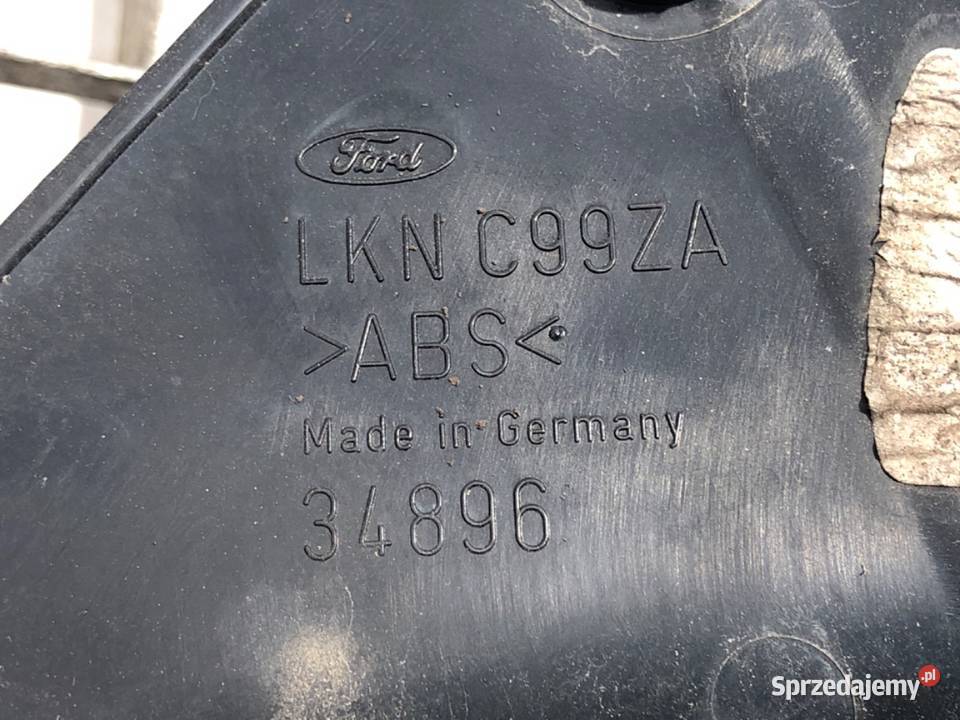 Ford
LKN C99ZA
>ABS<
Made in Germany
34896
Sprzedajemy.pl